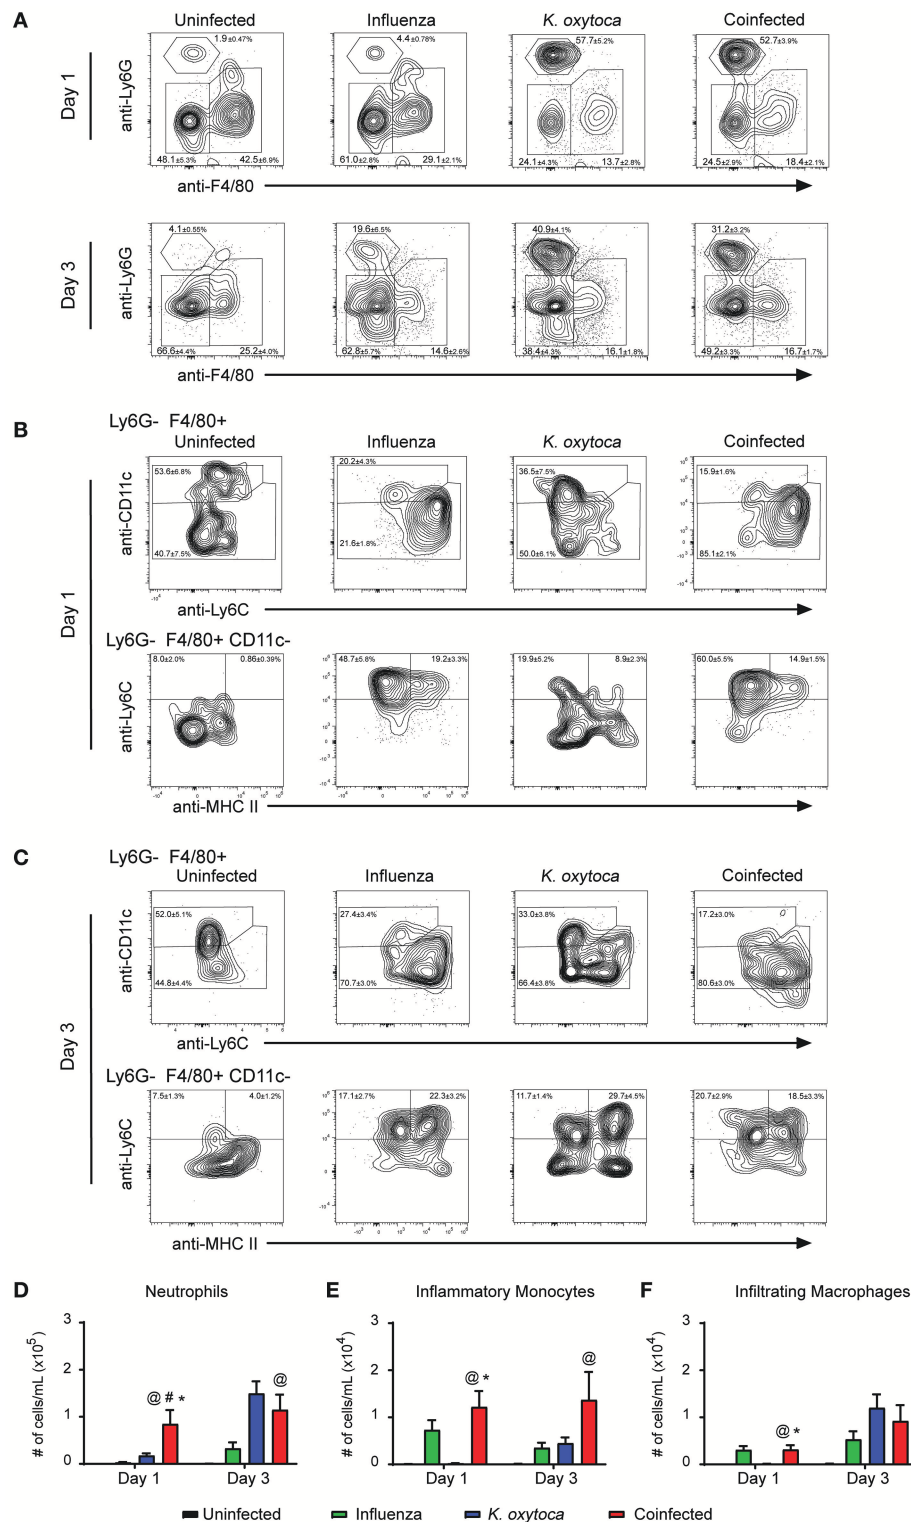 A
Uninfected Influenza K. oxytoca Coinfected
Day 1
anti-Ly6G
1.9±0.47% 4.4±0.78% 57.7±5.2% 52.7±3.9%
48.1±5.3% 42.5±6.9% 61.0±2.8% 29.1±2.1% 24.1±4.3% 13.7±2.8% 24.5±2.9% 18.4±2.1%
anti-F4/80
Day 3
anti-Ly6G
4.1±0.55% 19.6±6.5% 40.9±4.1% 31.2±3.2%
66.6±4.4% 25.2±4.0% 62.8±5.7% 14.6±2.6% 38.4±4.3% 16.1±1.8% 49.2±3.3% 16.7±1.7%
anti-F4/80
B
Ly6G- F4/80+
Uninfected Influenza K. oxytoca Coinfected
Day 1
anti-CD11c
53.6±6.8% 20.2±4.3% 36.5±7.5% 15.9±1.6%
40.7±7.5% 21.6±1.8% 50.0±6.1% 85.1±2.1%
anti-Ly6C
Ly6G- F4/80+ CD11c-
anti-Ly6C
8.0±2.0% 0.86±0.39% 48.7±5.8% 19.2±3.3% 19.9±5.2% 8.9±2.3% 60.0±5.5% 14.9±1.5%
anti-MHC II
C
Ly6G- F4/80+
Uninfected Influenza K. oxytoca Coinfected
Day 3
anti-CD11c
52.0±5.1% 27.4±3.4% 33.0±3.8% 17.2±3.0%
44.8±4.4% 70.7±3.0% 66.4±3.8% 80.6±3.0%
anti-Ly6C
Ly6G- F4/80+ CD11c-
anti-Ly6C
7.5±1.3% 4.0±1.2% 17.1±2.7% 22.3±3.2% 11.7±1.4% 29.7±4.5% 20.7±2.9% 18.5±3.3%
anti-MHC II
D
Neutrophils
# of cells/mL (x10⁵)
3
2
1
0
@ # *
@
Day 1 Day 3
E
Inflammatory Monocytes
# of cells/mL (x10⁴)
3
2
1
0
@ *
@
Day 1 Day 3
F
Infiltrating Macrophages
# of cells/mL (x10⁴)
3
2
1
0
@ *
Day 1 Day 3
Uninfected Influenza K. oxytoca Coinfected